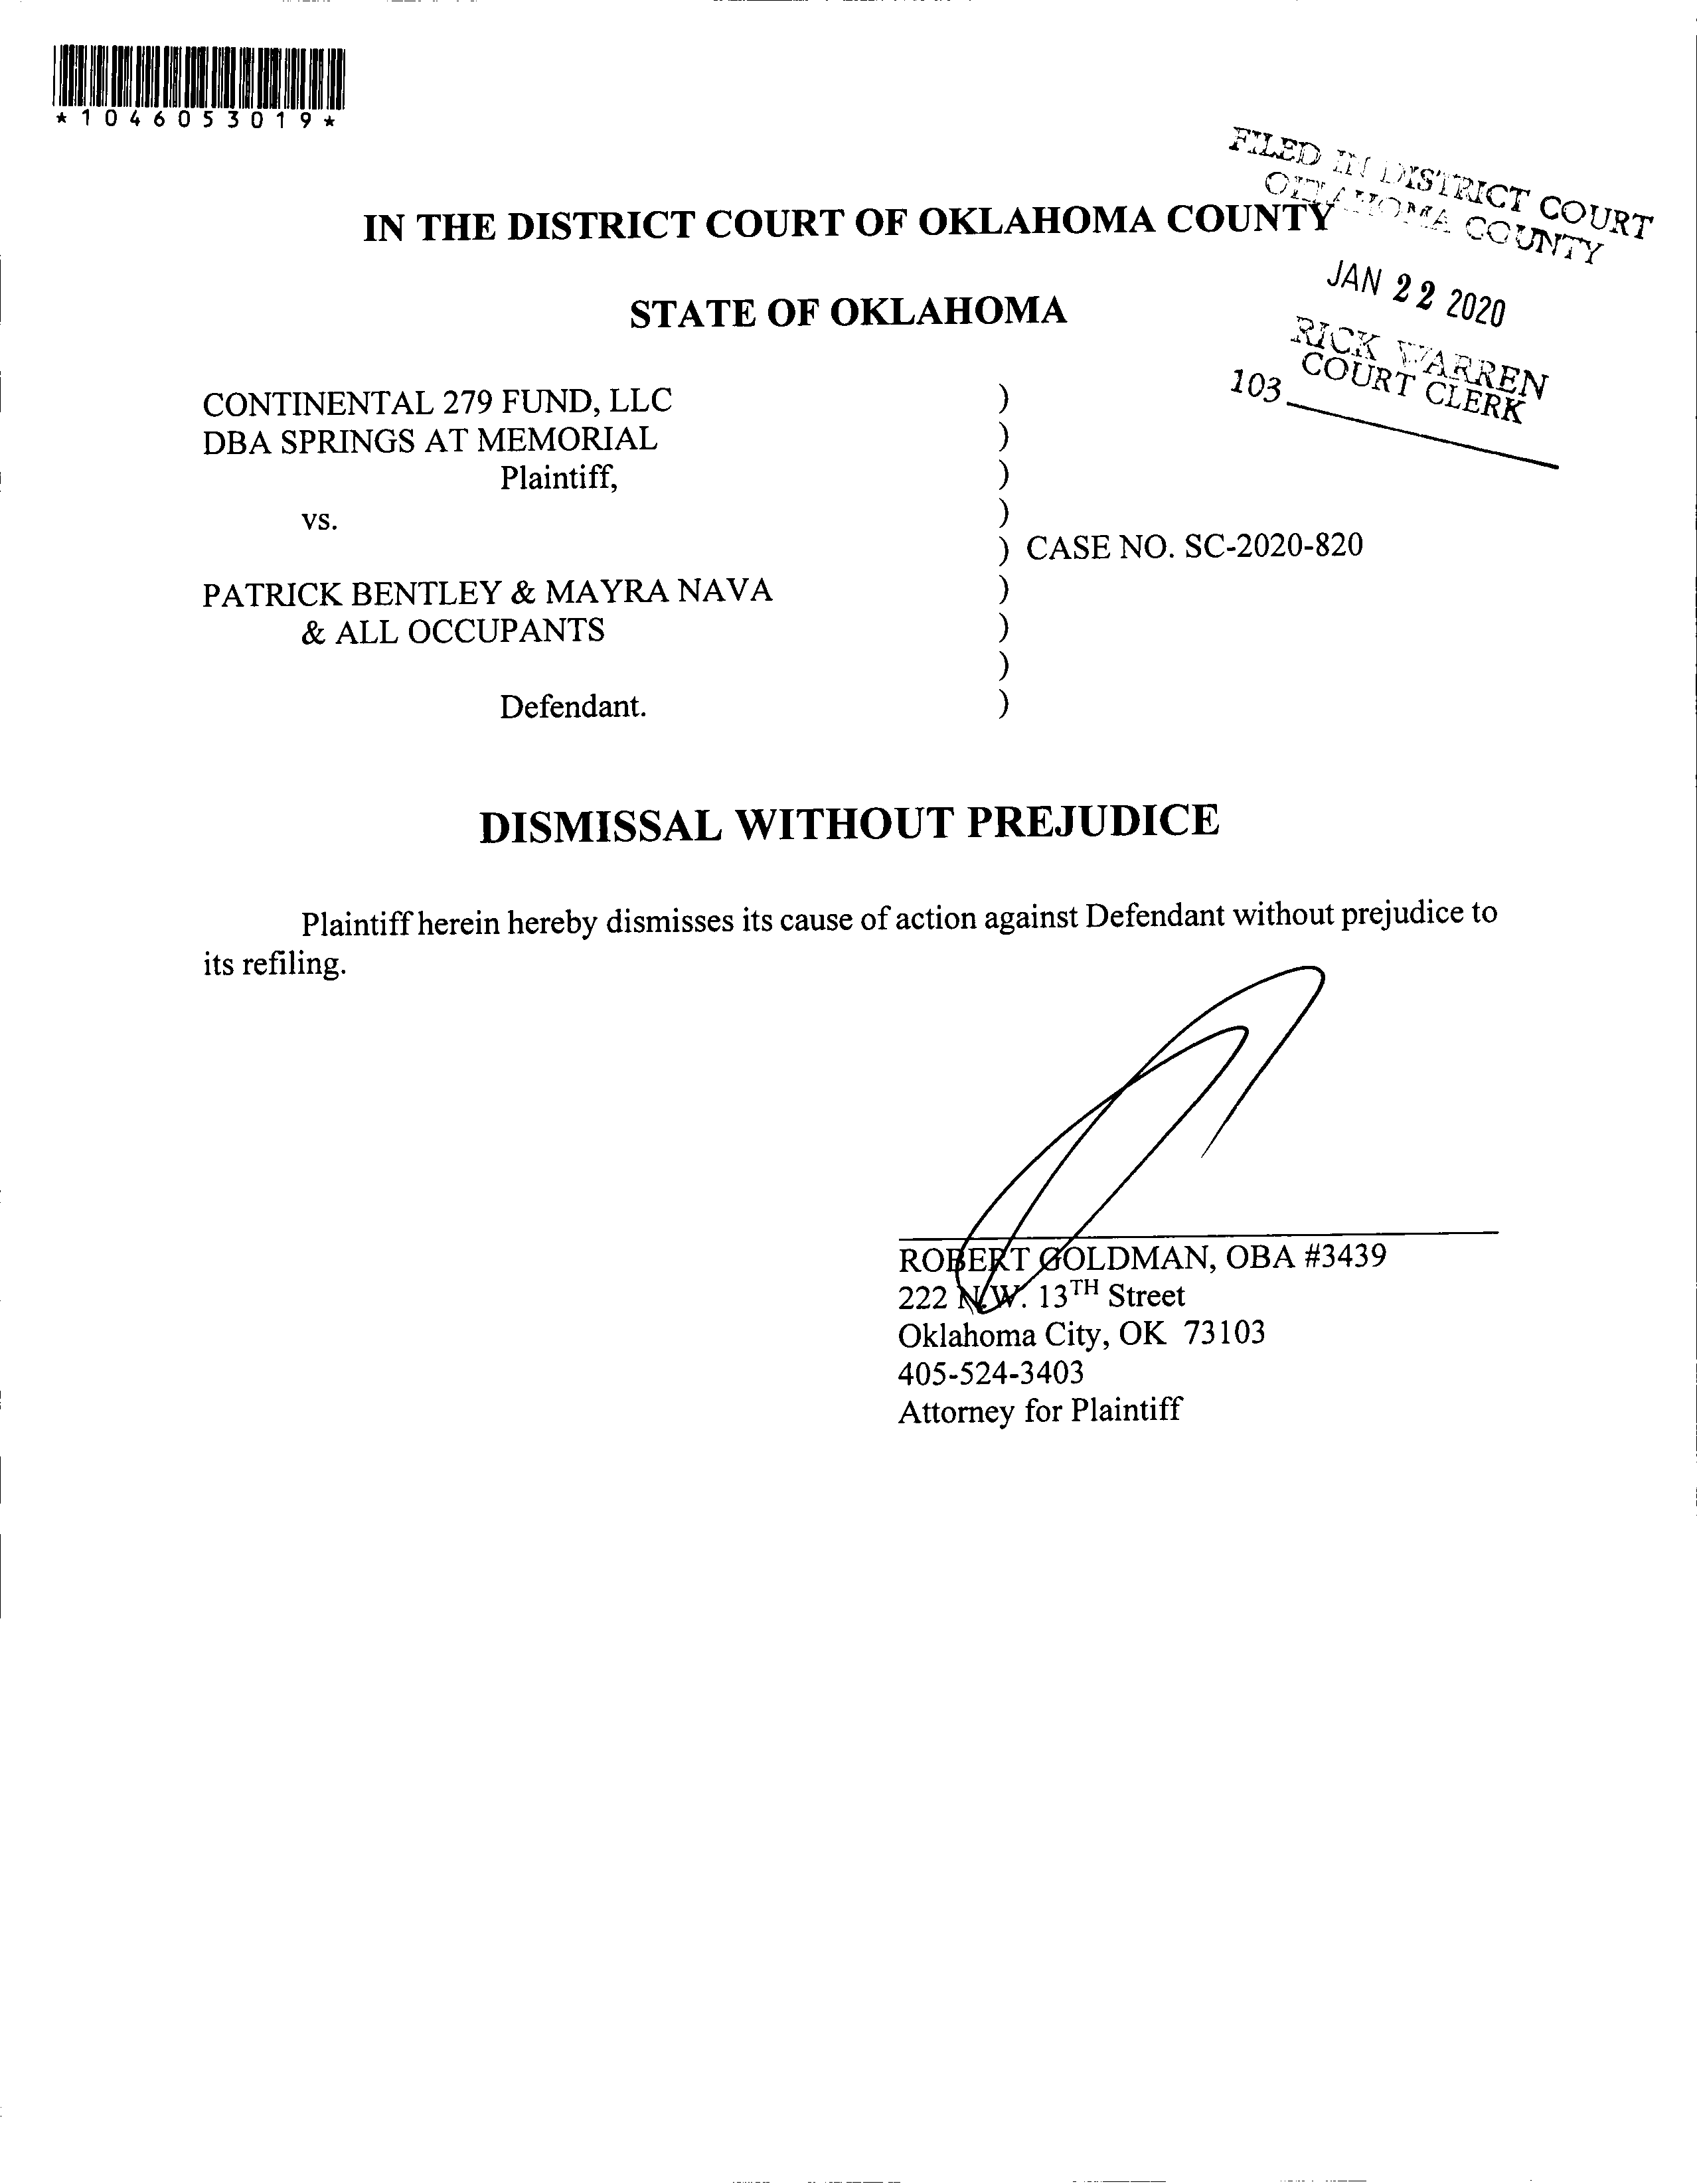 *1046053019*
FILED IN DISTRICT COURT
OKLAHOMA COUNTY
IN THE DISTRICT COURT OF OKLAHOMA COUNTY
JAN 22 2020
STATE OF OKLAHOMA
RICK WARREN
COURT CLERK
103
CONTINENTAL 279 FUND, LLC )
DBA SPRINGS AT MEMORIAL )
Plaintiff, )
vs. )
) CASE NO. SC-2020-820
PATRICK BENTLEY & MAYRA NAVA )
& ALL OCCUPANTS )
)
Defendant. )
DISMISSAL WITHOUT PREJUDICE
Plaintiff herein hereby dismisses its cause of action against Defendant without prejudice to
its refiling.
ROBERT GOLDMAN, OBA #3439
222 N.W. 13TH Street
Oklahoma City, OK 73103
405-524-3403
Attorney for Plaintiff